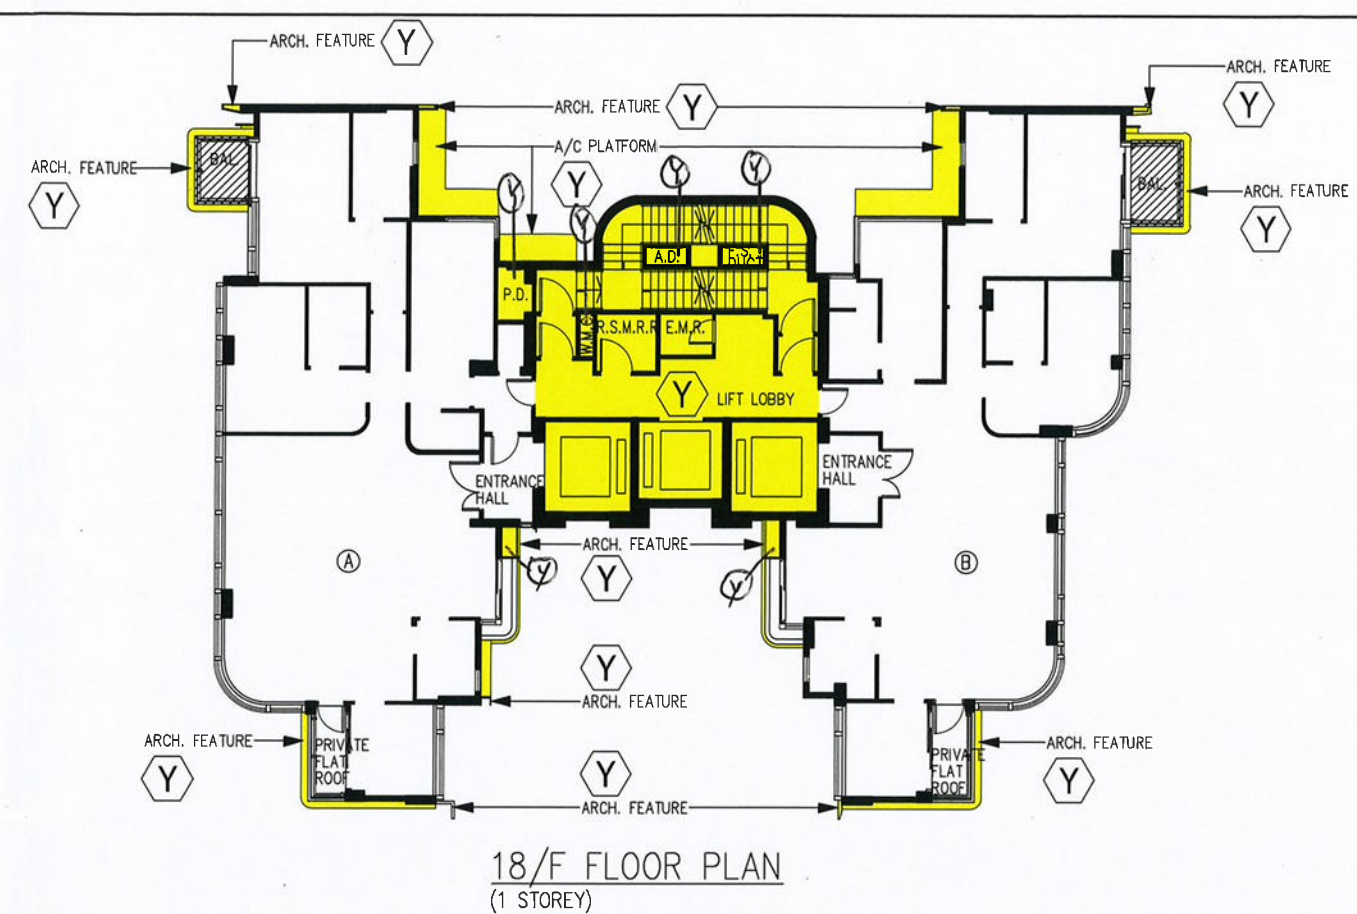 ARCH. FEATURE Y
ARCH. FEATURE
Y
ARCH. FEATURE Y
A/C PLATFORM
Y
Y
Y
Y
Y
BAL.
ARCH. FEATURE
Y
BAL.
ARCH. FEATURE
Y
A.D.
P.D.
W.M.C.
R.S.M.R.R.
E.M.R.
Y LIFT LOBBY
ENTRANCE
HALL
ENTRANCE
HALL
ARCH. FEATURE
Y
Y
Y
A
B
Y
ARCH. FEATURE
ARCH. FEATURE
Y
PRIVATE
FLAT
ROOF
Y
ARCH. FEATURE
PRIVATE
FLAT
ROOF
ARCH. FEATURE
Y
18/F FLOOR PLAN
(1 STOREY)